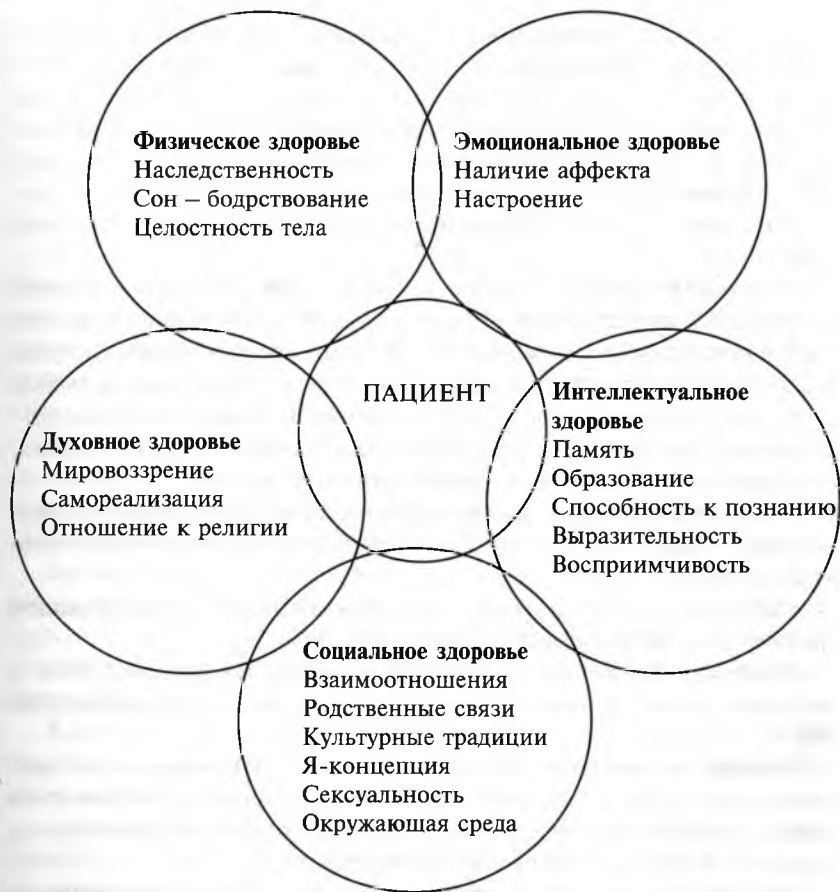 Физическое здоровье
Наследственность
Сон – бодрствование
Целостность тела
Эмоциональное здоровье
Наличие аффекта
Настроение
ПАЦИЕНТ
Интеллектуальное
здоровье
Память
Образование
Способность к познанию
Выразительность
Восприимчивость
Духовное здоровье
Мировоззрение
Самореализация
Отношение к религии
Социальное здоровье
Взаимоотношения
Родственные связи
Культурные традиции
Я-концепция
Сексуальность
Окружающая среда